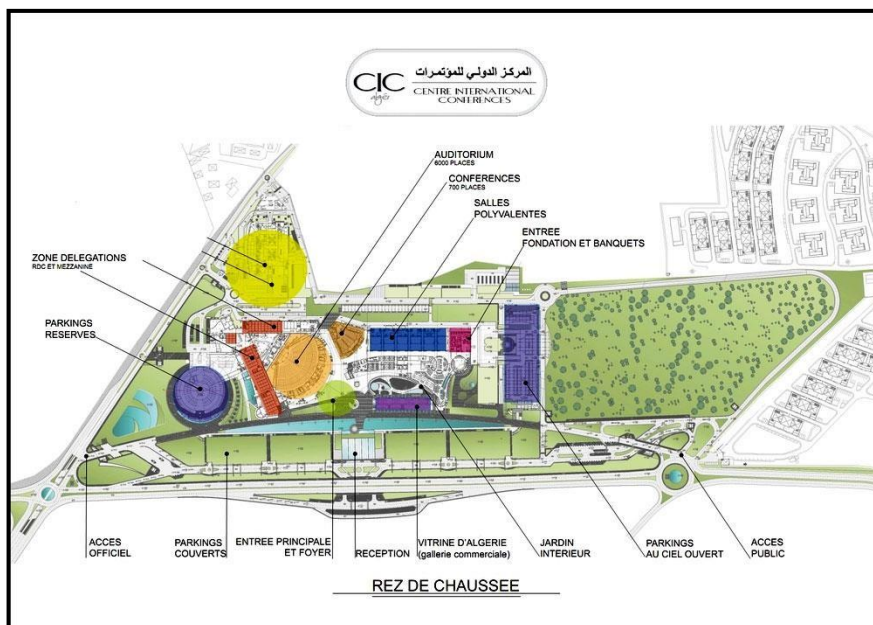 المركز الدولي للمؤتمرات
CIC
alger
CENTRE INTERNATIONAL
CONFERENCES
AUDITORIUM
6000 PLACES
CONFERENCES
700 PLACES
SALLES
POLYVALENTES
ENTREE
FONDATION ET BANQUETS
ZONE DELEGATIONS
RDC ET MEZZANINE
PARKINGS
RESERVES
ACCES
OFFICIEL
PARKINGS
COUVERTS
ENTREE PRINCIPALE
ET FOYER
RECEPTION
VITRINE D'ALGERIE
(gallerie commerciale)
JARDIN
INTERIEUR
PARKINGS
AU CIEL OUVERT
ACCES
PUBLIC
REZ DE CHAUSSEE